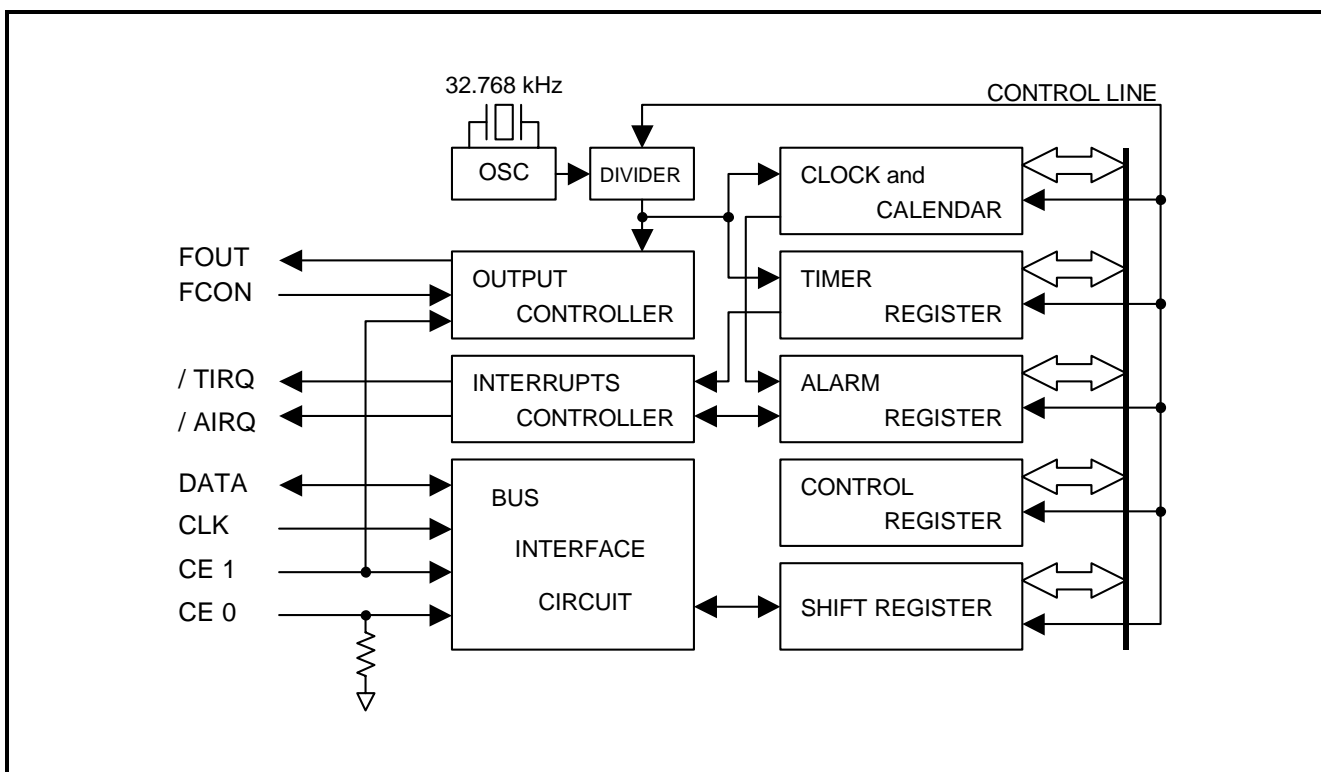 32.768 kHz
CONTROL LINE
OSC
DIVIDER
CLOCK and
CALENDAR
FOUT
FCON
OUTPUT
CONTROLLER
TIMER
REGISTER
/ TIRQ
/ AIRQ
INTERRUPTS
CONTROLLER
ALARM
REGISTER
DATA
CLK
CE 1
CE 0
BUS
INTERFACE
CIRCUIT
CONTROL
REGISTER
SHIFT REGISTER